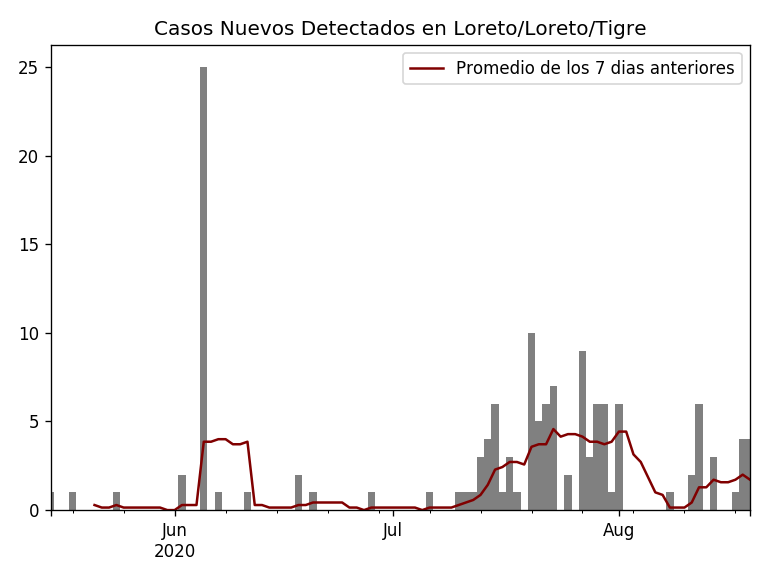 Casos Nuevos Detectados en Loreto/Loreto/Tigre
Promedio de los 7 dias anteriores
25
20
15
10
5
0
Jun
2020
Jul
Aug